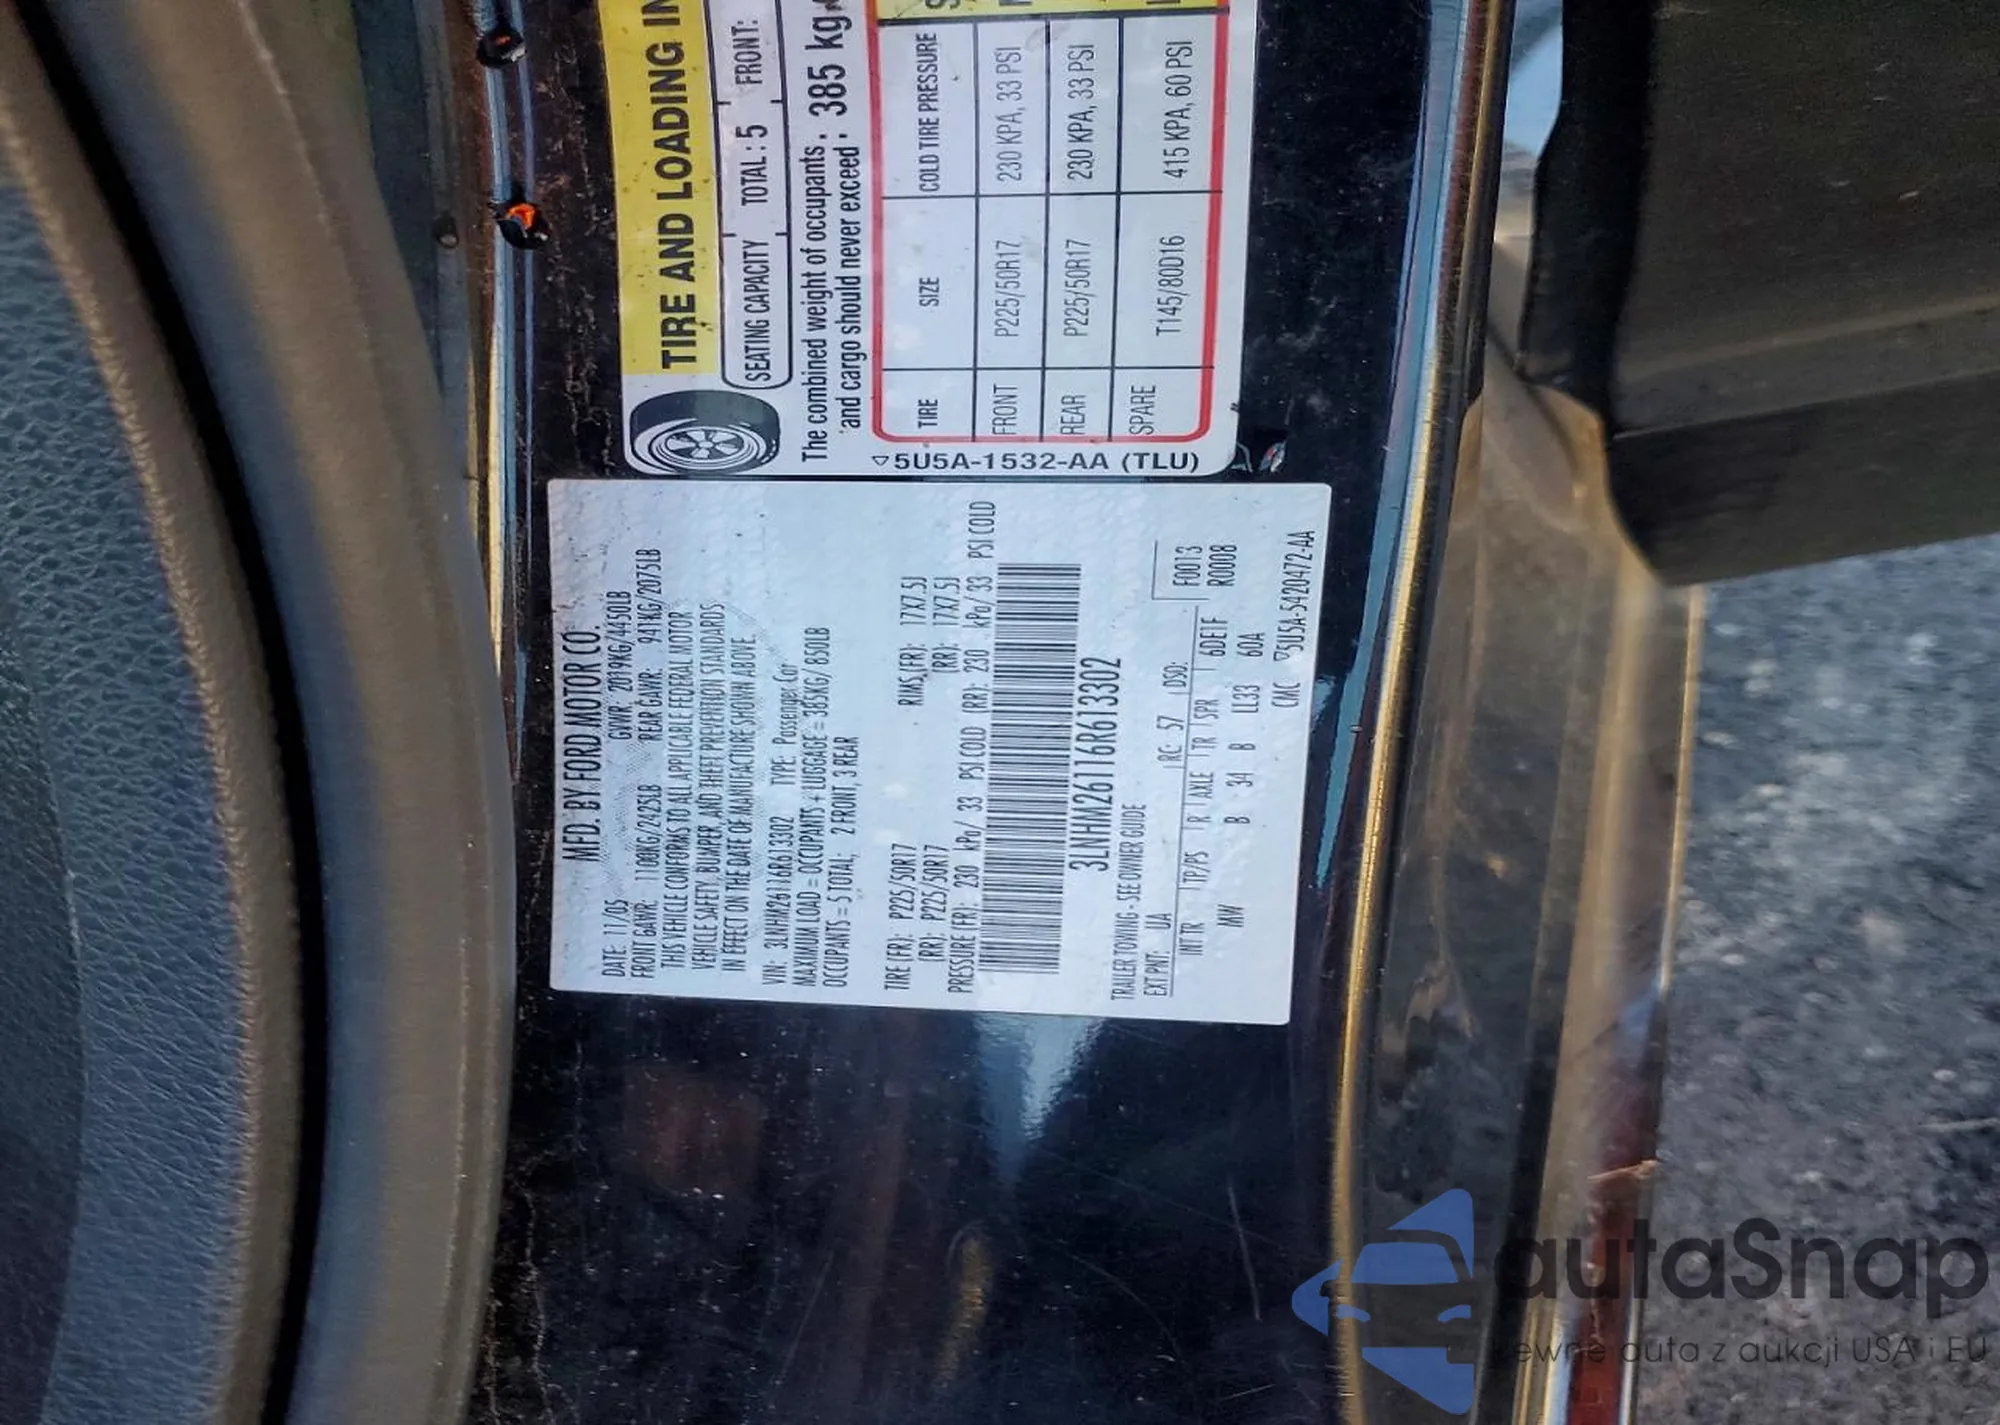 MFD. BY FORD MOTOR CO.
DATE: 11/05 GVWR: 2019KG/4450LB
FRONT GAWR: 1100KG/2425LB REAR GAWR: 941KG/2075LB
THIS VEHICLE CONFORMS TO ALL APPLICABLE FEDERAL MOTOR
VEHICLE SAFETY, BUMPER, AND THEFT PREVENTION STANDARDS
IN EFFECT ON THE DATE OF MANUFACTURE SHOWN ABOVE.
VIN: 3LNHM26116R613302 TYPE: Passenger Car
MAXIMUM LOAD = OCCUPANTS + LUGGAGE = 385KG/850LB
OCCUPANTS = 5 TOTAL; 2 FRONT, 3 REAR
TIRE (FR): P225/50R17 RIMS (FR): 17X7.5J
(RR): P225/50R17 (RR): 17X7.5J
PRESSURE (FR): 230 kPa/ 33 PSI COLD (RR): 230 kPa/ 33 PSI COLD
3LNHM26116R613302
TRAILER TOWING - SEE OWNER GUIDE
F0013
EXT PNT: UA RC: 57 DSO: R0008
INT TR TP/PS R AXLE TR SPR 6DE1F
MW B 34 B LL33 60A
CMC ▽5U5A-5420472-AA
TIRE AND LOADING IN
SEATING CAPACITY TOTAL : 5 FRONT:
The combined weight of occupants : 385 kg
and cargo should never exceed :
TIRE SIZE COLD TIRE PRESSURE
FRONT P225/50R17 230 KPA, 33 PSI
REAR P225/50R17 230 KPA, 33 PSI
SPARE T145/80D16 415 KPA, 60 PSI
▽5U5A-1532-AA (TLU)
autaSnap
pewne auta z aukcji USA i EU